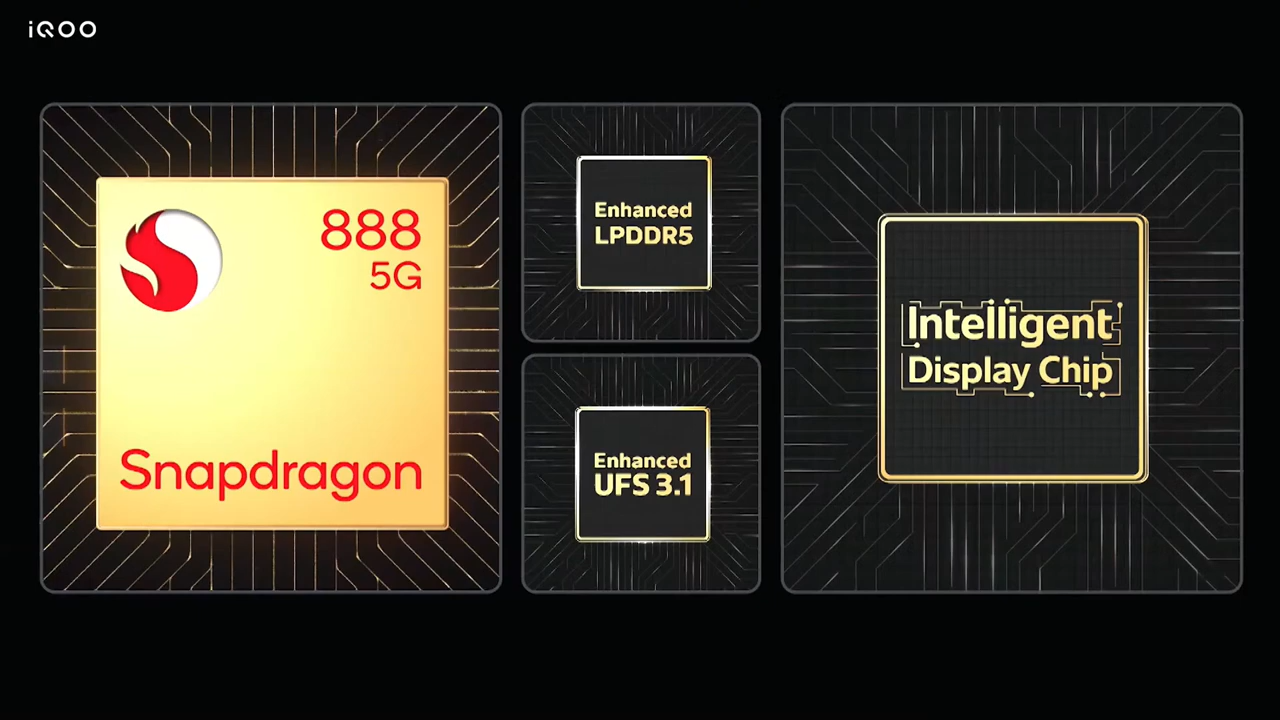 iQOO
888
5G
Snapdragon
Enhanced
LPDDR5
Enhanced
UFS 3.1
Intelligent
Display Chip